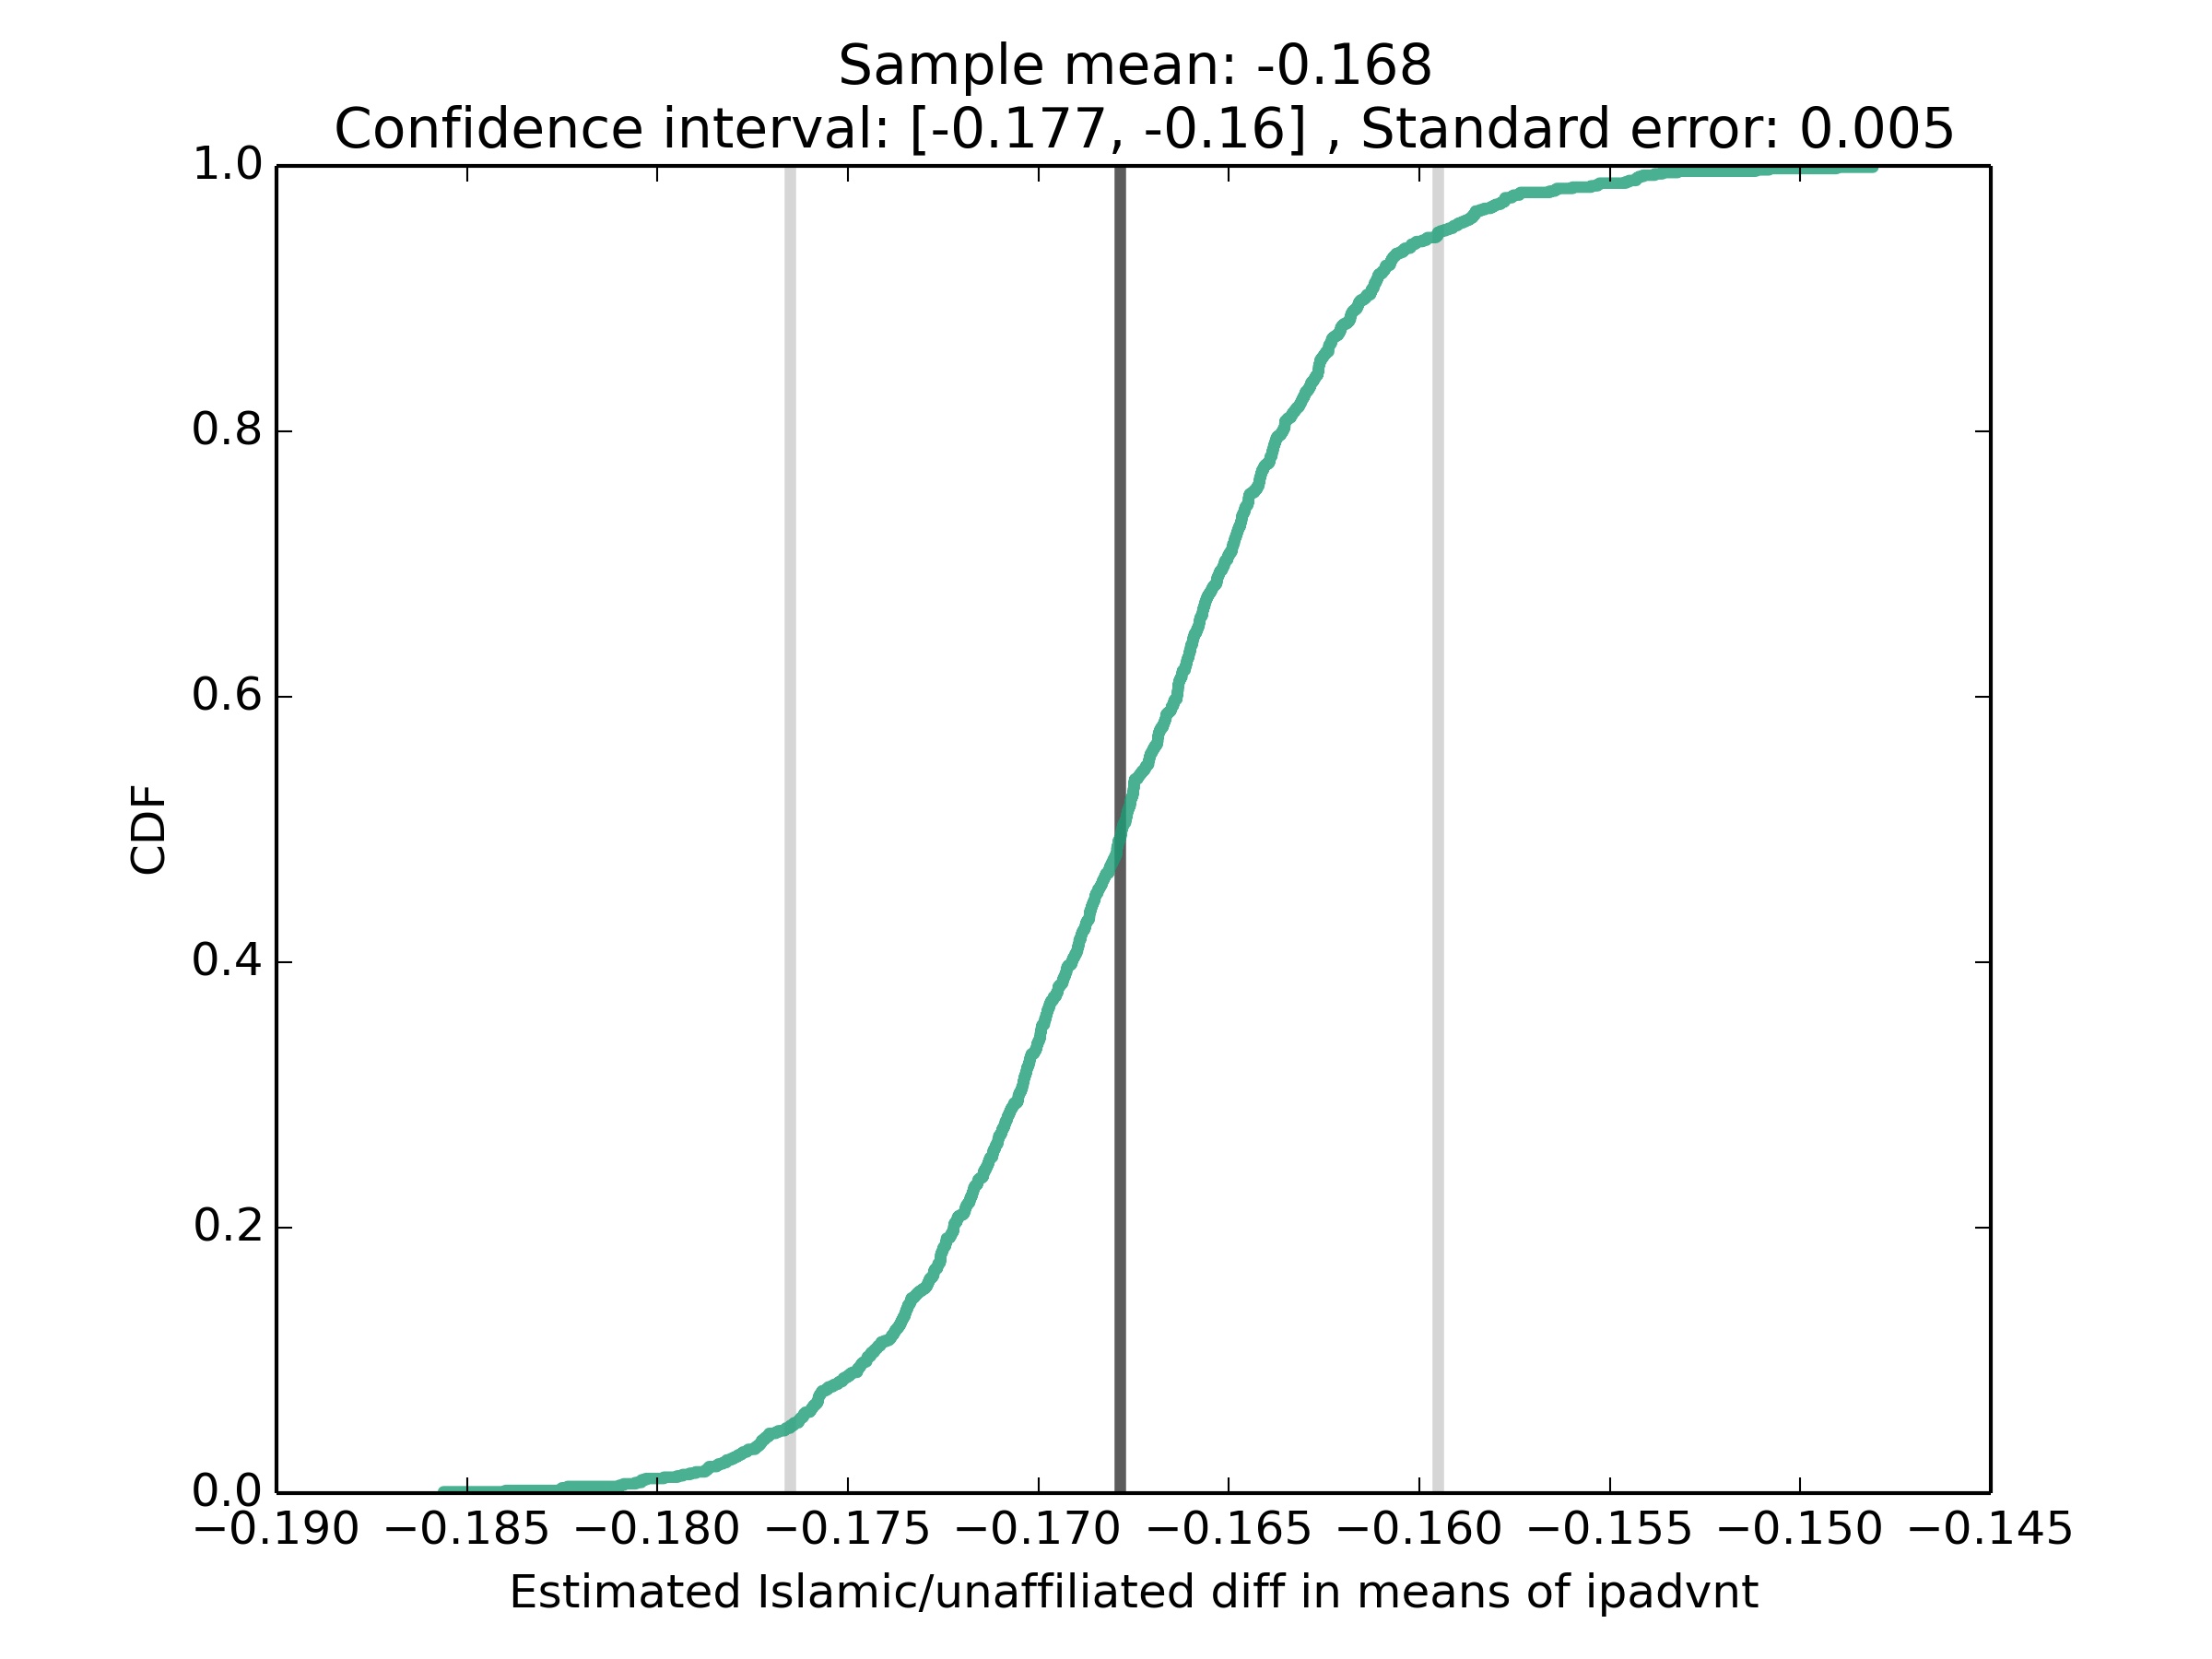 Sample mean: -0.168
Confidence interval: [-0.177, -0.16] , Standard error: 0.005
1.0
0.8
0.6
0.4
0.2
0.0
CDF
−0.190 −0.185 −0.180 −0.175 −0.170 −0.165 −0.160 −0.155 −0.150 −0.145
Estimated Islamic/unaffiliated diff in means of ipadvnt